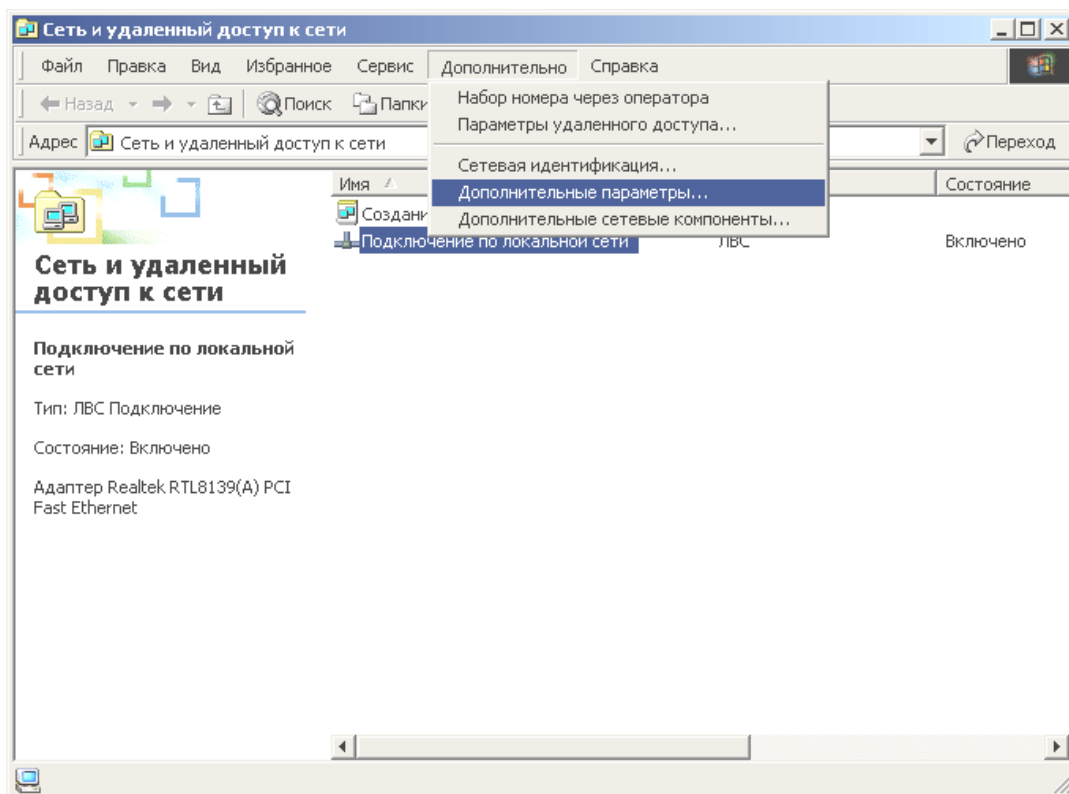 Сеть и удаленный доступ к сети
Файл Правка Вид Избранное Сервис Дополнительно Справка
Назад Поиск Папки
Набор номера через оператора
Параметры удаленного доступа...
Адрес Сеть и удаленный доступ к сети Переход
Сетевая идентификация...
Дополнительные параметры...
Дополнительные сетевые компоненты...
Имя Состояние
Создани
Подключение по локальной сети ЛВС Включено
Сеть и удаленный
доступ к сети
Подключение по локальной
сети
Тип: ЛВС Подключение
Состояние: Включено
Адаптер Realtek RTL8139(A) PCI
Fast Ethernet